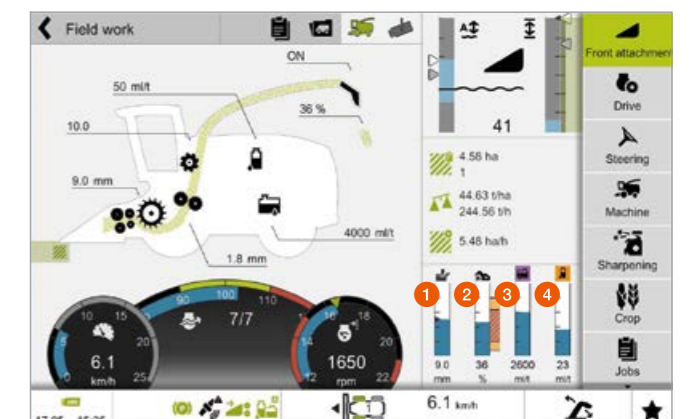 Field work
ON
50 ml/t
36 %
10.0
9.0 mm
4000 ml/t
1.8 mm
41
4.56 ha
1
44.63 t/ha
244.56 t/h
5.48 ha/h
Front attachment
Drive
Steering
Machine
Sharpening
Crop
Jobs
1
2
3
4
9.0
mm
36
%
2600
ml/t
23
ml/t
90
100
110
7/7
5
10
15
20
25
6.1
km/h
16
18
14
20
12
22
1650
rpm
6.1 km/h